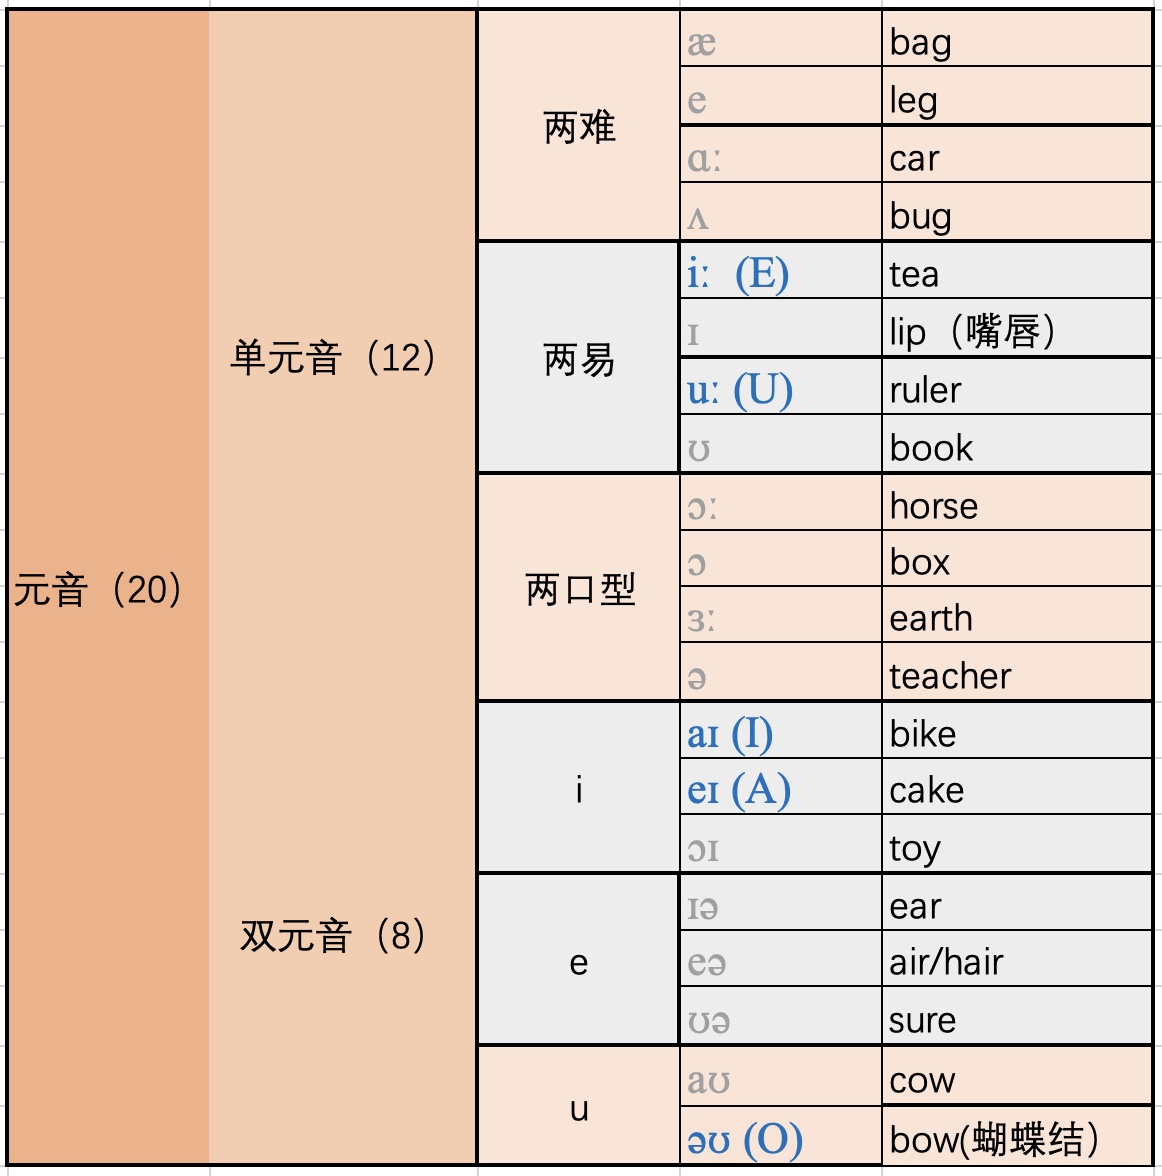 元音（20）
单元音（12）
两难
æ bag
e leg
ɑː car
ʌ bug
两易
iː (E) tea
ɪ lip（嘴唇）
uː (U) ruler
ʊ book
两口型
ɔː horse
ɔ box
ɜː earth
ə teacher
双元音（8）
i
aɪ (I) bike
eɪ (A) cake
ɔɪ toy
e
ɪə ear
eə air/hair
ʊə sure
u
aʊ cow
əʊ (O) bow(蝴蝶结）